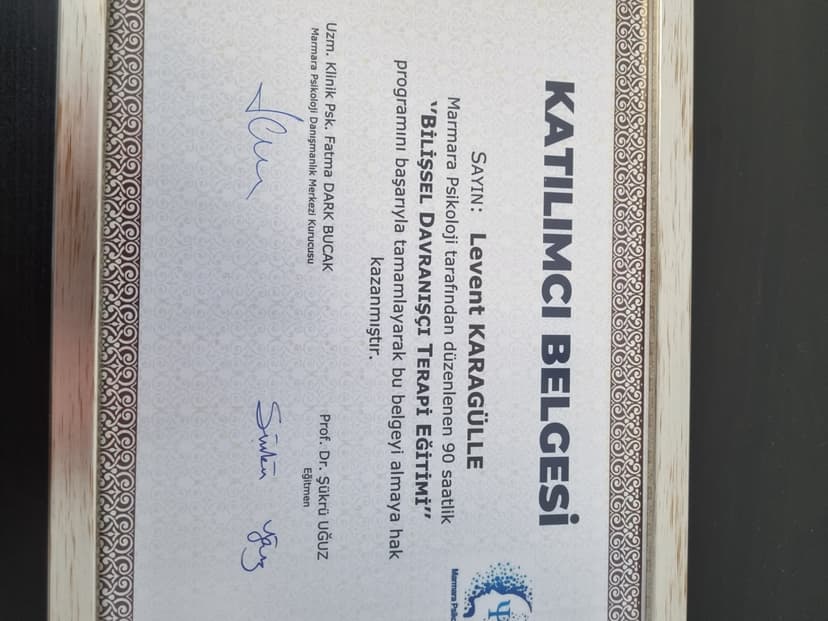 KATILIMCI BELGESİ
SAYIN: Levent KARAGÜLLE
Marmara Psikoloji tarafından düzenlenen 90 saatlik
"BİLİŞSEL DAVRANIŞÇI TERAPİ EĞİTİMİ"
programını başarıyla tamamlayarak bu belgeyi almaya hak
kazanmıştır.
Uzm. Klinik Psk. Fatma DARK BUCAK
Marmara Psikoloji Danışmanlık Merkezi Kurucusu
Prof. Dr. Şükrü UĞUZ
Eğitmen
Marmara